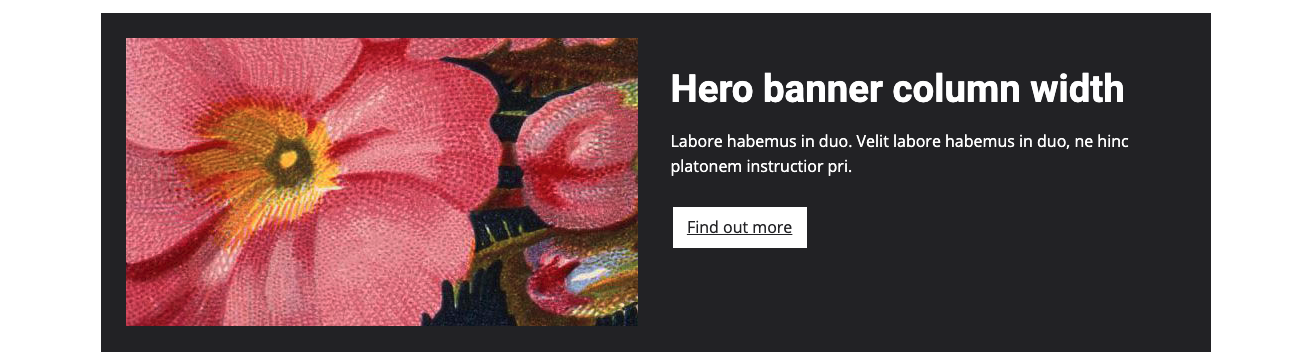 Hero banner column width
Labore habemus in duo. Velit labore habemus in duo, ne hinc
platonem instructior pri.
Find out more